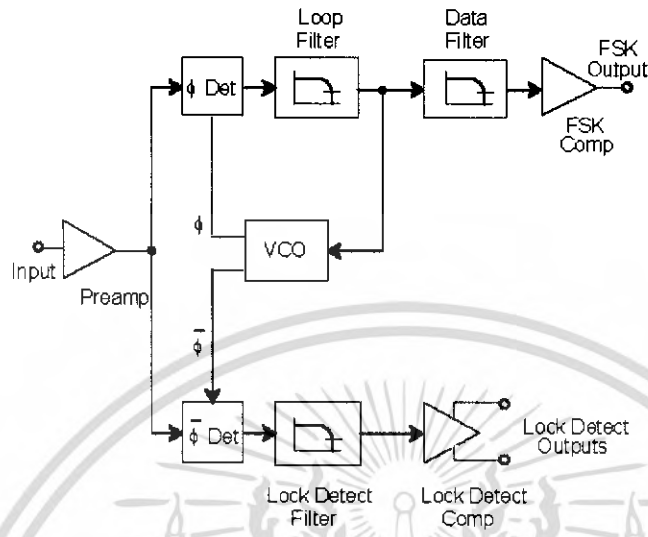 Loop
Filter
Data
Filter
FSK
Output
ϕ Det
FSK
Comp
ϕ
VCO
Input
Preamp
ϕ̅
ϕ̅ Det
Lock Detect
Outputs
Lock Detect
Filter
Lock Detect
Comp